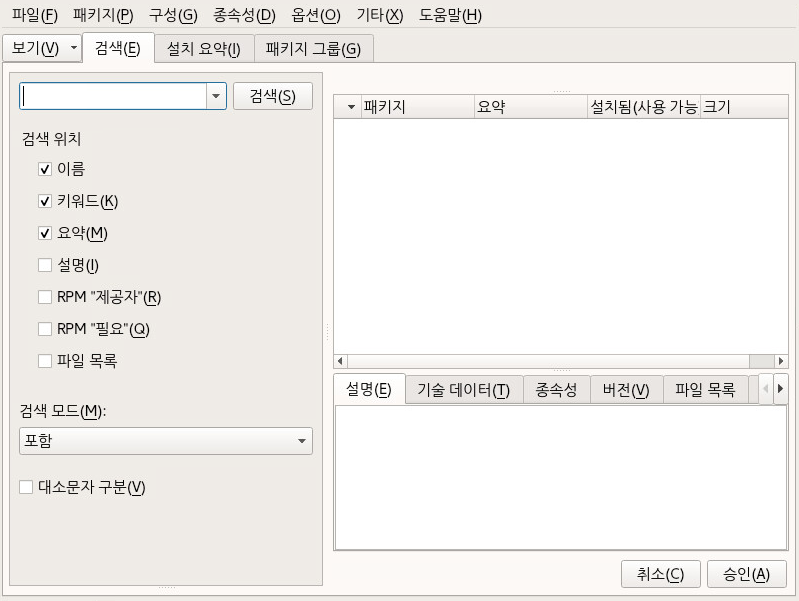 파일(F) 패키지(P) 구성(G) 종속성(D) 옵션(O) 기타(X) 도움말(H)
보기(V) 검색(E) 설치 요약(I) 패키지 그룹(G)
검색(S)
검색 위치
이름
키워드(K)
요약(M)
설명(I)
RPM "제공자"(R)
RPM "필요"(Q)
파일 목록
검색 모드(M):
포함
대소문자 구분(V)
패키지 요약 설치됨(사용 가능 크기
설명(E) 기술 데이터(T) 종속성 버전(V) 파일 목록
취소(C) 승인(A)